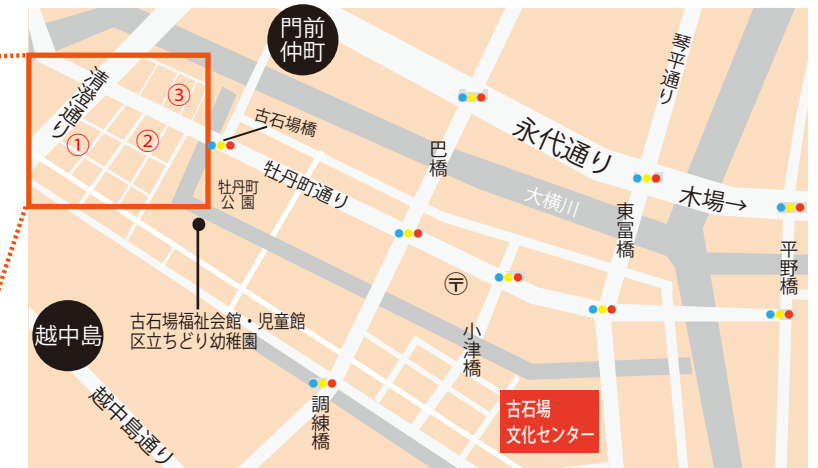 門前
仲町
琴平通り
清澄通り
③
①
②
古石場橋
巴橋
永代通り
牡丹町
公園
牡丹町通り
大横川
木場→
東冨橋
平野橋
〒
古石場福祉会館・児童館
区立ちどり幼稚園
越中島
小津橋
越中島通り
調練橋
古石場
文化センター